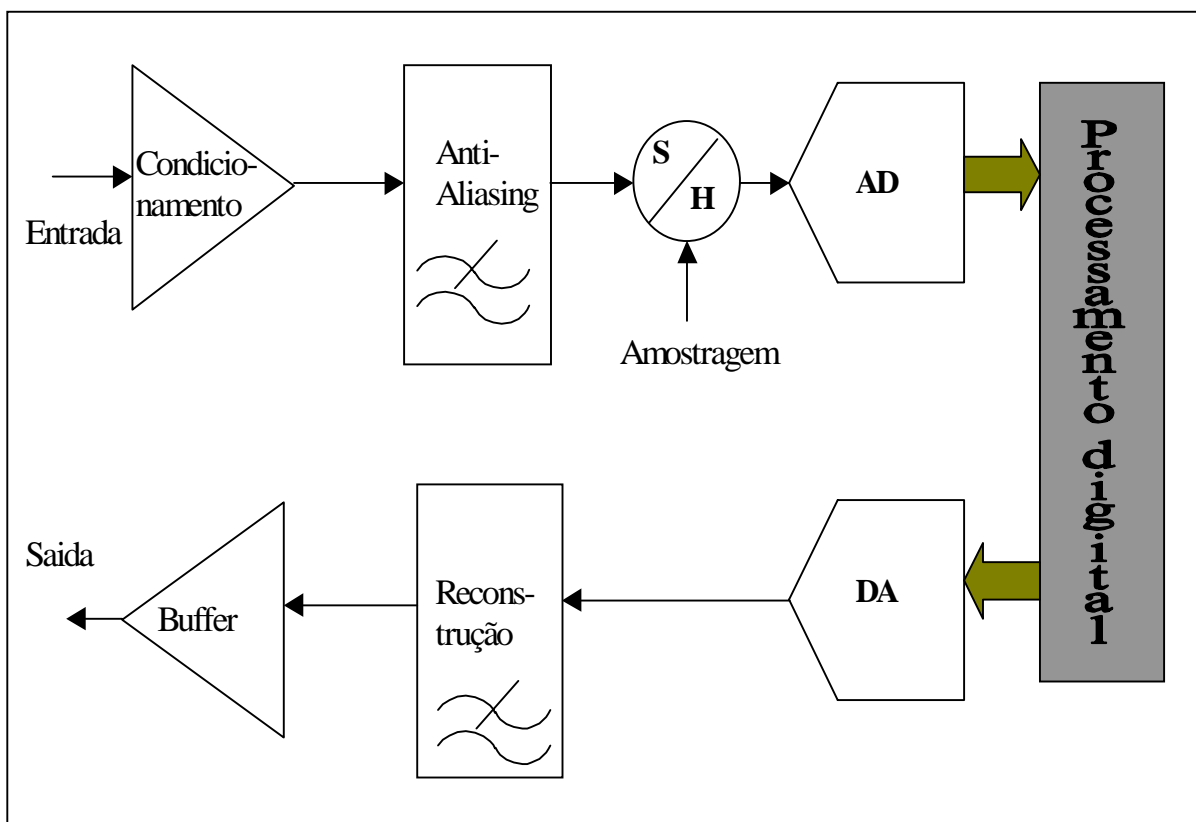 Condicio-
namento
Entrada
Anti-
Aliasing
S
H
Amostragem
AD
Processamento digital
Saida
Buffer
Recons-
trução
DA